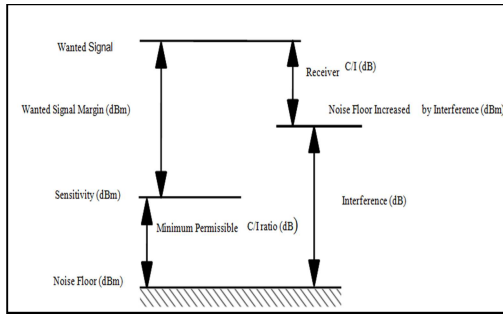 Wanted Signal
Receiver C/I (dB)
Wanted Signal Margin (dBm)
Noise Floor Increased by Interference (dBm)
Sensitivity (dBm)
Interference (dB)
Minimum Permissible C/I ratio (dB)
Noise Floor (dBm)